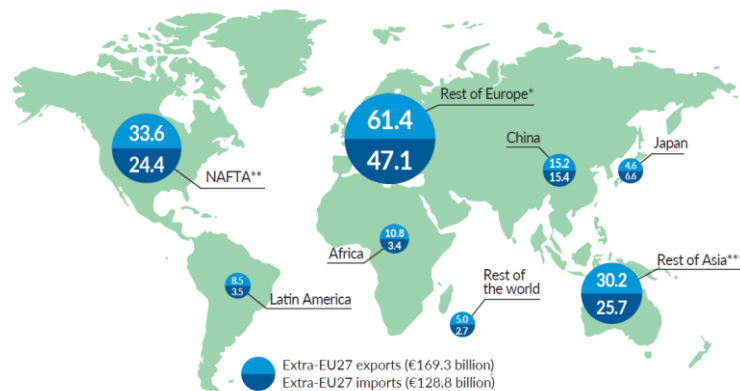 Rest of Europe*
61.4
47.1
33.6
24.4
NAFTA**
China
15.2
15.4
Japan
4.6
6.6
Africa
10.8
3.4
Rest of Asia***
30.2
25.7
8.5
3.5
Latin America
Rest of
the world
5.0
2.7
Extra-EU27 exports (€169.3 billion)
Extra-EU27 imports (€128.8 billion)